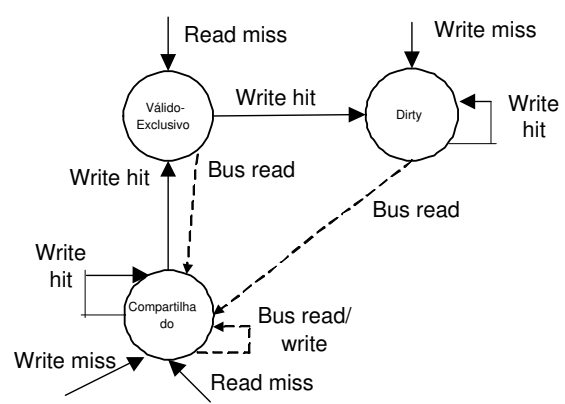 Read miss
Write miss
Válido-
Exclusivo
Write hit
Dirty
Write
hit
Write hit
Bus read
Bus read
Write
hit
Compartilha
do
Bus read/
write
Write miss
Read miss